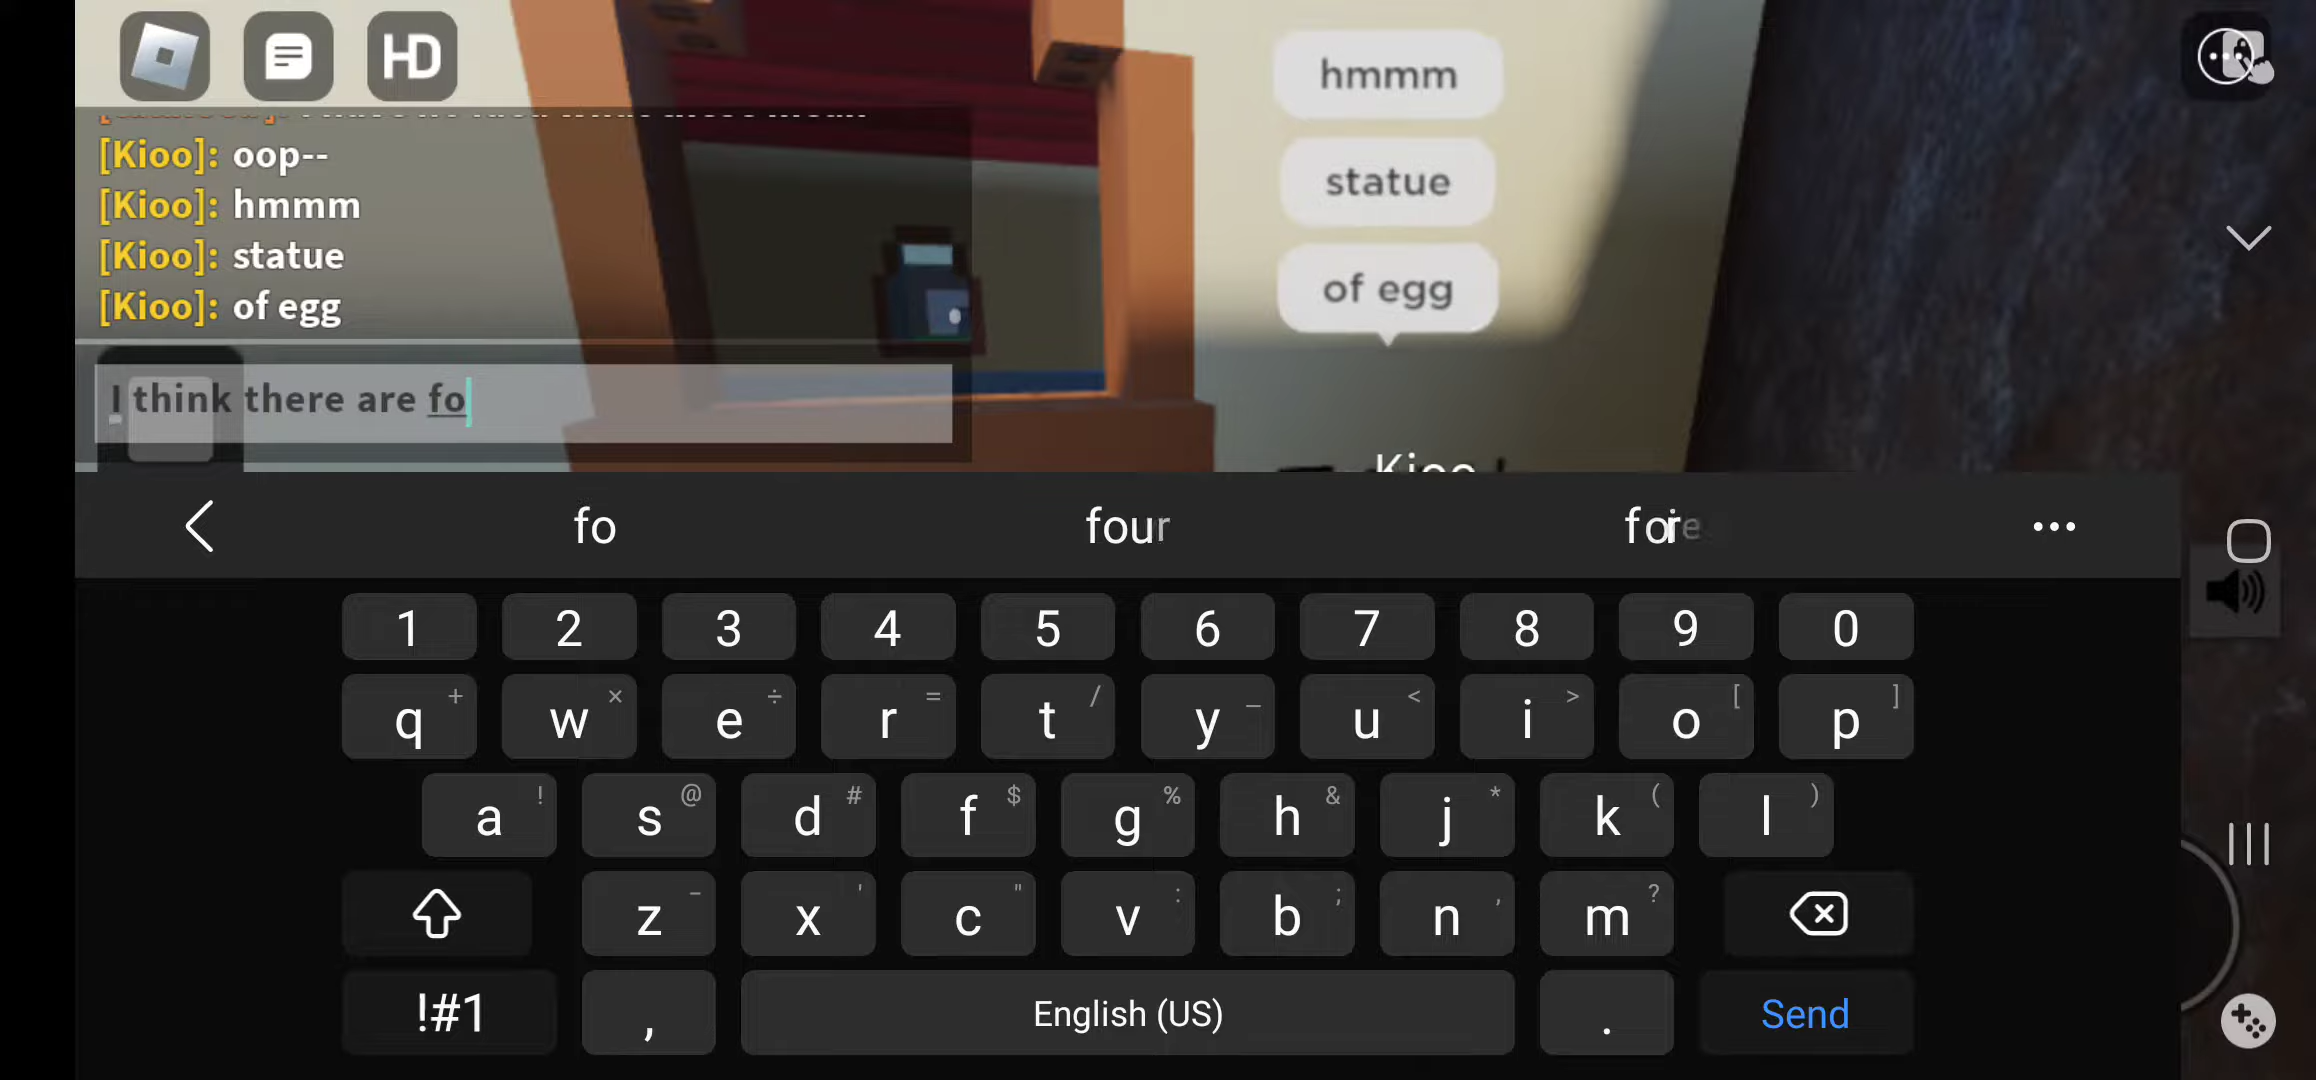 HD
[Kioo]: oop--
[Kioo]: hmmm
[Kioo]: statue
[Kioo]: of egg
I think there are fo
hmmm
statue
of egg
Kioo
fo four
1 2 3 4 5 6 7 8 9 0
q + w × e ÷ r = t / y _ u < i > o [ p ]
a ! s @ d # f $ g % h & j * k ( l )
z - x ' c " v : b ; n , m ?
!#1 , English (US) . Send